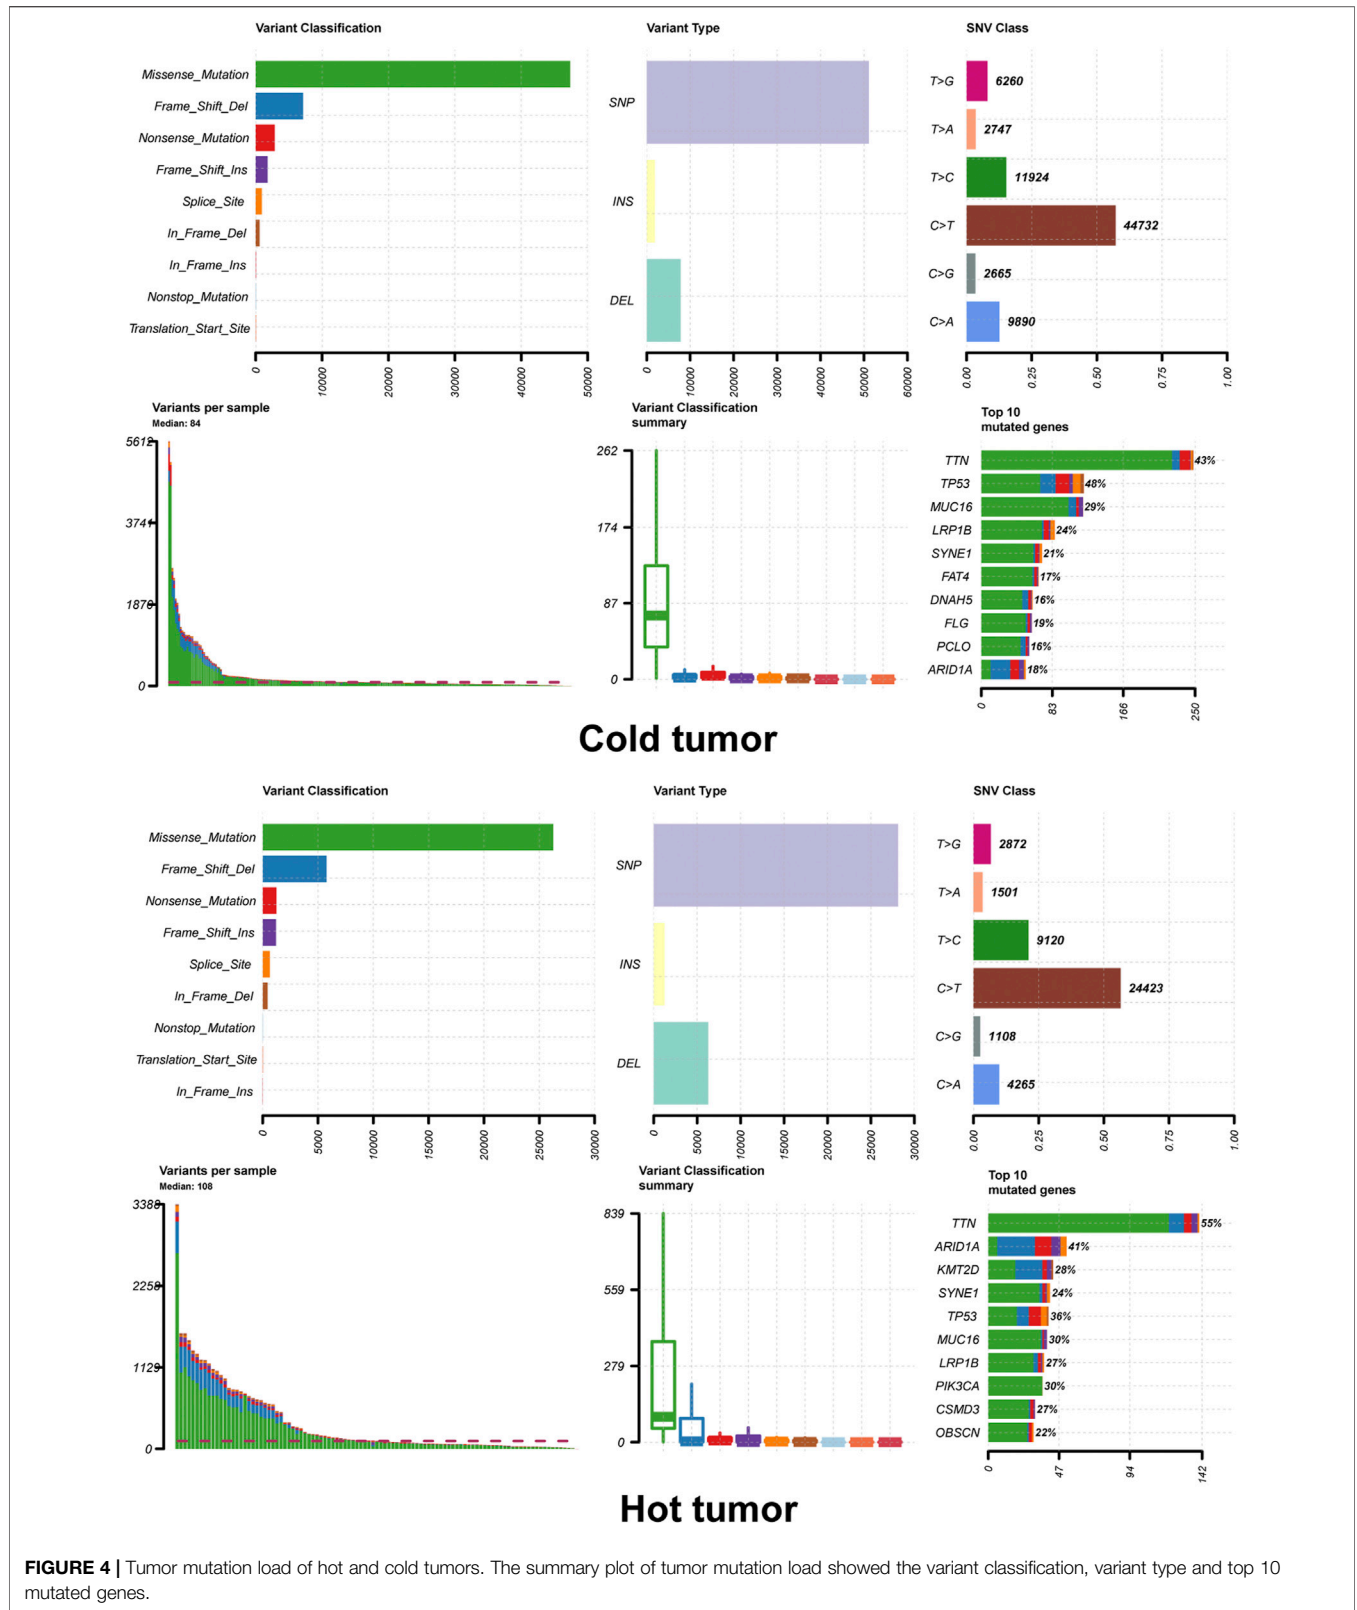 Variant Classification
Missense_Mutation
Frame_Shift_Del
Nonsense_Mutation
Frame_Shift_Ins
Splice_Site
In_Frame_Del
In_Frame_Ins
Nonstop_Mutation
Translation_Start_Site
0 10000 20000 30000 40000 50000
Variant Type
SNP
INS
DEL
0 10000 20000 30000 40000 50000 60000
SNV Class
T>G 6260
T>A 2747
T>C 11924
C>T 44732
C>G 2665
C>A 9890
0.00 0.25 0.50 0.75 1.00
Variants per sample
Median: 84
5612
3741
1870
0
Variant Classification
summary
262
174
87
0
Top 10
mutated genes
TTN 43%
TP53 48%
MUC16 29%
LRP1B 24%
SYNE1 21%
FAT4 17%
DNAH5 16%
FLG 19%
PCLO 16%
ARID1A 18%
0 83 166 250
Cold tumor
Variant Classification
Missense_Mutation
Frame_Shift_Del
Nonsense_Mutation
Frame_Shift_Ins
Splice_Site
In_Frame_Del
Nonstop_Mutation
Translation_Start_Site
In_Frame_Ins
0 5000 10000 15000 20000 25000 30000
Variant Type
SNP
INS
DEL
0 5000 10000 15000 20000 25000 30000
SNV Class
T>G 2872
T>A 1501
T>C 9120
C>T 24423
C>G 1108
C>A 4265
0.00 0.25 0.50 0.75 1.00
Variants per sample
Median: 108
3388
2258
1129
0
Variant Classification
summary
839
559
279
0
Top 10
mutated genes
TTN 55%
ARID1A 41%
KMT2D 28%
SYNE1 24%
TP53 36%
MUC16 30%
LRP1B 27%
PIK3CA 30%
CSMD3 27%
OBSCN 22%
0 47 94 142
Hot tumor
FIGURE 4 | Tumor mutation load of hot and cold tumors. The summary plot of tumor mutation load showed the variant classification, variant type and top 10
mutated genes.